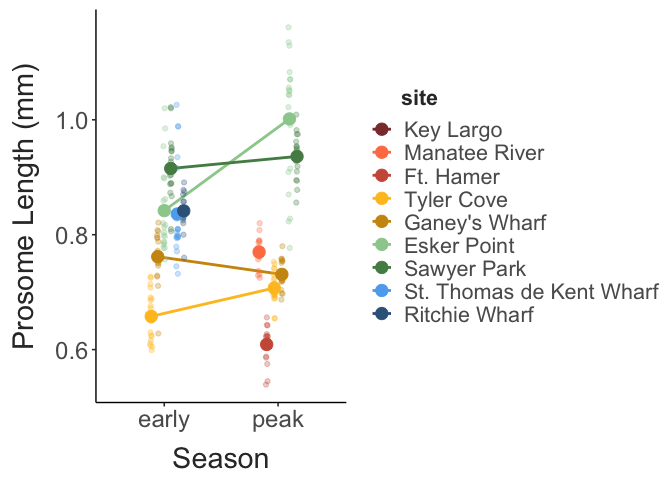 Prosome Length (mm)
1.0
0.8
0.6
early peak
Season
site
Key Largo
Manatee River
Ft. Hamer
Tyler Cove
Ganey's Wharf
Esker Point
Sawyer Park
St. Thomas de Kent Wharf
Ritchie Wharf